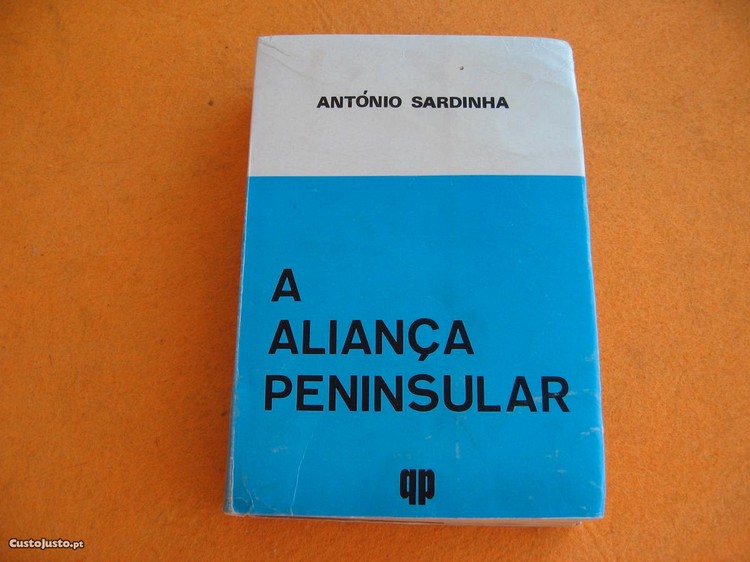 ANTÓNIO SARDINHA
A
ALIANÇA
PENINSULAR
qp
CustoJusto.pt